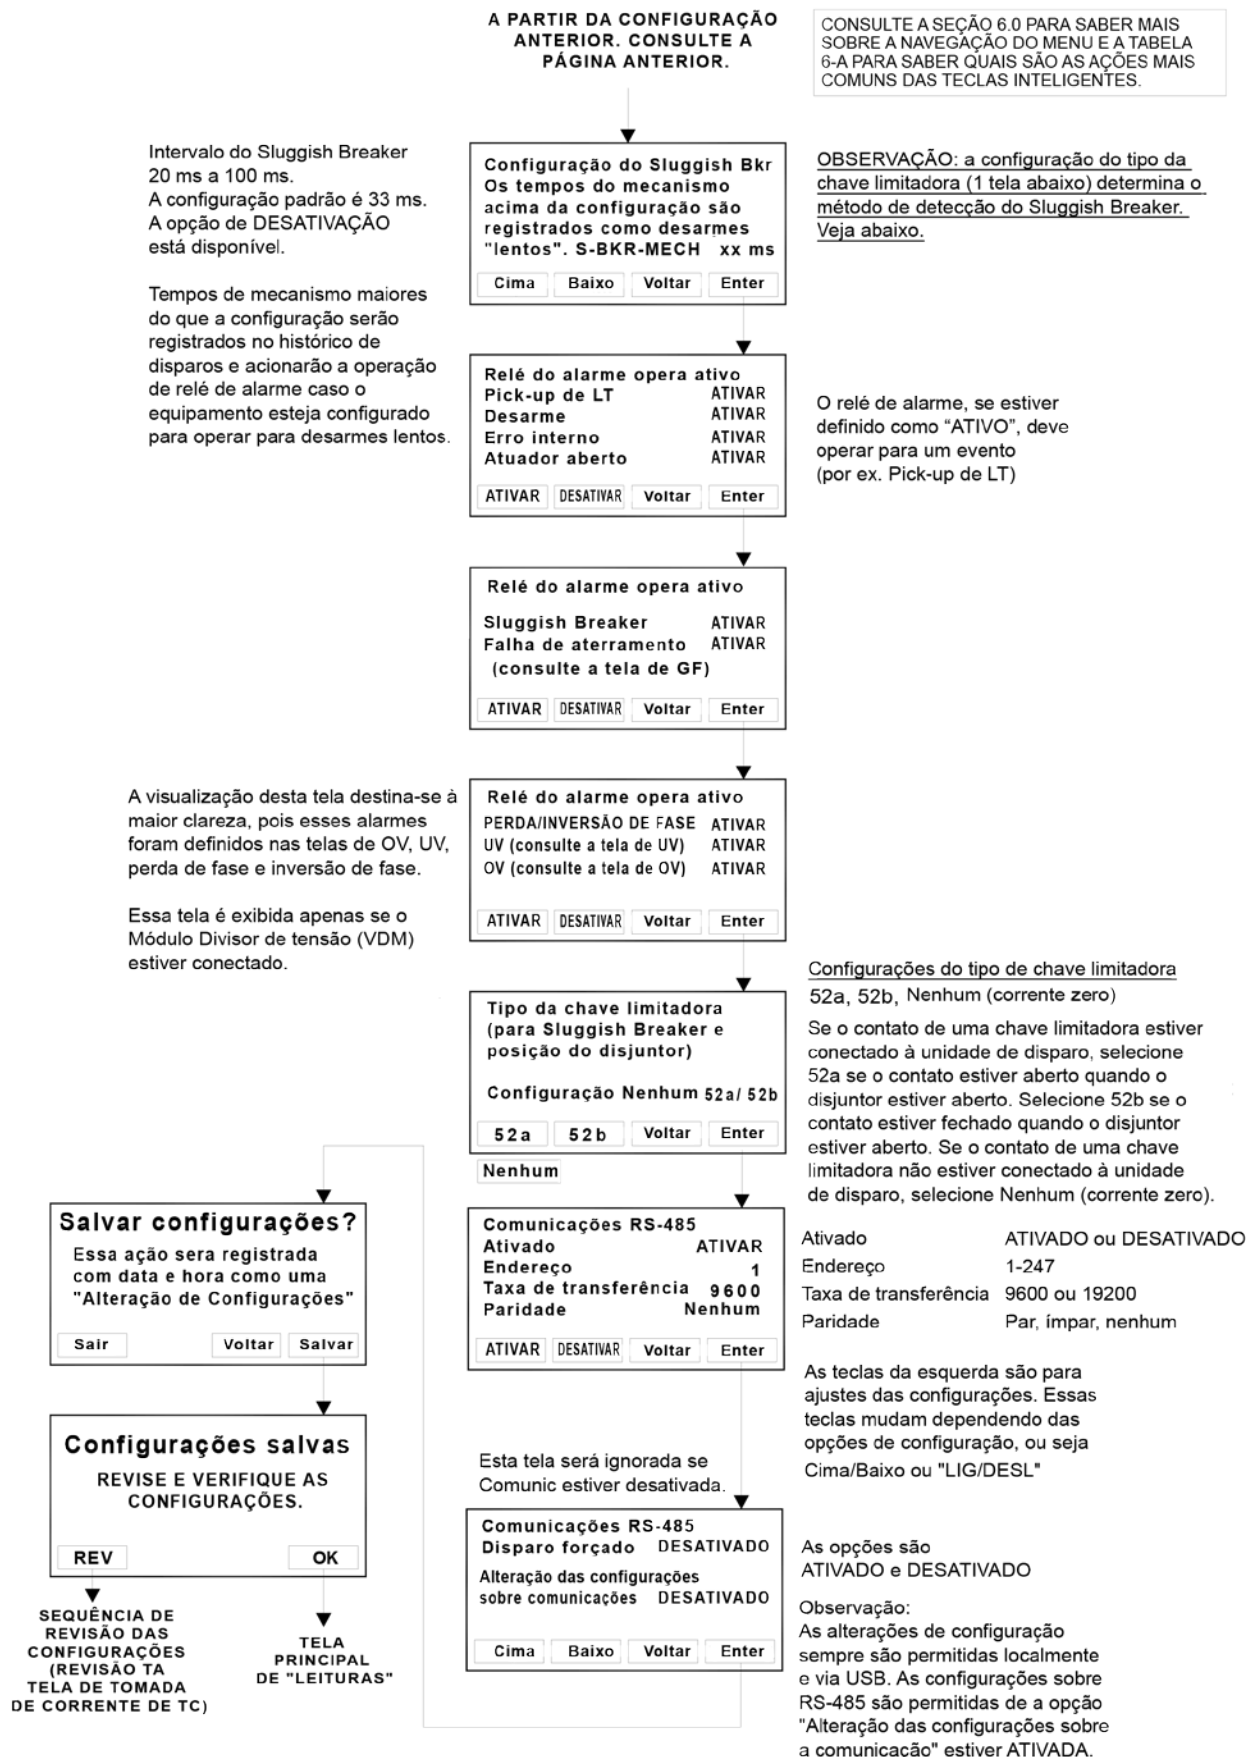 A PARTIR DA CONFIGURAÇÃO
ANTERIOR. CONSULTE A
PÁGINA ANTERIOR.
CONSULTE A SEÇÃO 6.0 PARA SABER MAIS
SOBRE A NAVEGAÇÃO DO MENU E A TABELA
6-A PARA SABER QUAIS SÃO AS AÇÕES MAIS
COMUNS DAS TECLAS INTELIGENTES.
Intervalo do Sluggish Breaker
20 ms a 100 ms.
A configuração padrão é 33 ms.
A opção de DESATIVAÇÃO
está disponível.
Tempos de mecanismo maiores
do que a configuração serão
registrados no histórico de
disparos e acionarão a operação
de relé de alarme caso o
equipamento esteja configurado
para operar para desarmes lentos.
Configuração do Sluggish Bkr
Os tempos do mecanismo
acima da configuração são
registrados como desarmes
"lentos". S-BKR-MECH xx ms
Cima Baixo Voltar Enter
OBSERVAÇÃO: a configuração do tipo da
chave limitadora (1 tela abaixo) determina o
método de detecção do Sluggish Breaker.
Veja abaixo.
Relé do alarme opera ativo
Pick-up de LT ATIVAR
Desarme ATIVAR
Erro interno ATIVAR
Atuador aberto ATIVAR
ATIVAR DESATIVAR Voltar Enter
O relé de alarme, se estiver
definido como “ATIVO”, deve
operar para um evento
(por ex. Pick-up de LT)
Relé do alarme opera ativo
Sluggish Breaker ATIVAR
Falha de aterramento ATIVAR
(consulte a tela de GF)
ATIVAR DESATIVAR Voltar Enter
A visualização desta tela destina-se à
maior clareza, pois esses alarmes
foram definidos nas telas de OV, UV,
perda de fase e inversão de fase.
Essa tela é exibida apenas se o
Módulo Divisor de tensão (VDM)
estiver conectado.
Relé do alarme opera ativo
PERDA/INVERSÃO DE FASE ATIVAR
UV (consulte a tela de UV) ATIVAR
OV (consulte a tela de OV) ATIVAR
ATIVAR DESATIVAR Voltar Enter
Tipo da chave limitadora
(para Sluggish Breaker e
posição do disjuntor)
Configuração Nenhum 52a/ 52b
52a 52b Voltar Enter
Nenhum
Configurações do tipo de chave limitadora
52a, 52b, Nenhum (corrente zero)
Se o contato de uma chave limitadora estiver
conectado à unidade de disparo, selecione
52a se o contato estiver aberto quando o
disjuntor estiver aberto. Selecione 52b se o
contato estiver fechado quando o disjuntor
estiver aberto. Se o contato de uma chave
limitadora não estiver conectado à unidade
de disparo, selecione Nenhum (corrente zero).
Salvar configurações?
Essa ação sera registrada
com data e hora como uma
"Alteração de Configurações"
Sair Voltar Salvar
Comunicações RS-485
Ativado ATIVAR
Endereço 1
Taxa de transferência 9600
Paridade Nenhum
ATIVAR DESATIVAR Voltar Enter
Ativado ATIVADO ou DESATIVADO
Endereço 1-247
Taxa de transferência 9600 ou 19200
Paridade Par, ímpar, nenhum
As teclas da esquerda são para
ajustes das configurações. Essas
teclas mudam dependendo das
opções de configuração, ou seja
Cima/Baixo ou "LIG/DESL"
Configurações salvas
REVISE E VERIFIQUE AS
CONFIGURAÇÕES.
REV OK
SEQUÊNCIA DE
REVISÃO DAS
CONFIGURAÇÕES
(REVISÃO TA
TELA DE TOMADA
DE CORRENTE DE TC)
TELA
PRINCIPAL
DE "LEITURAS"
Esta tela será ignorada se
Comunic estiver desativada.
Comunicações RS-485
Disparo forçado DESATIVADO
Alteração das configurações
sobre comunicações DESATIVADO
Cima Baixo Voltar Enter
As opções são
ATIVADO e DESATIVADO
Observação:
As alterações de configuração
sempre são permitidas localmente
e via USB. As configurações sobre
RS-485 são permitidas de a opção
"Alteração das configurações sobre
a comunicação" estiver ATIVADA.